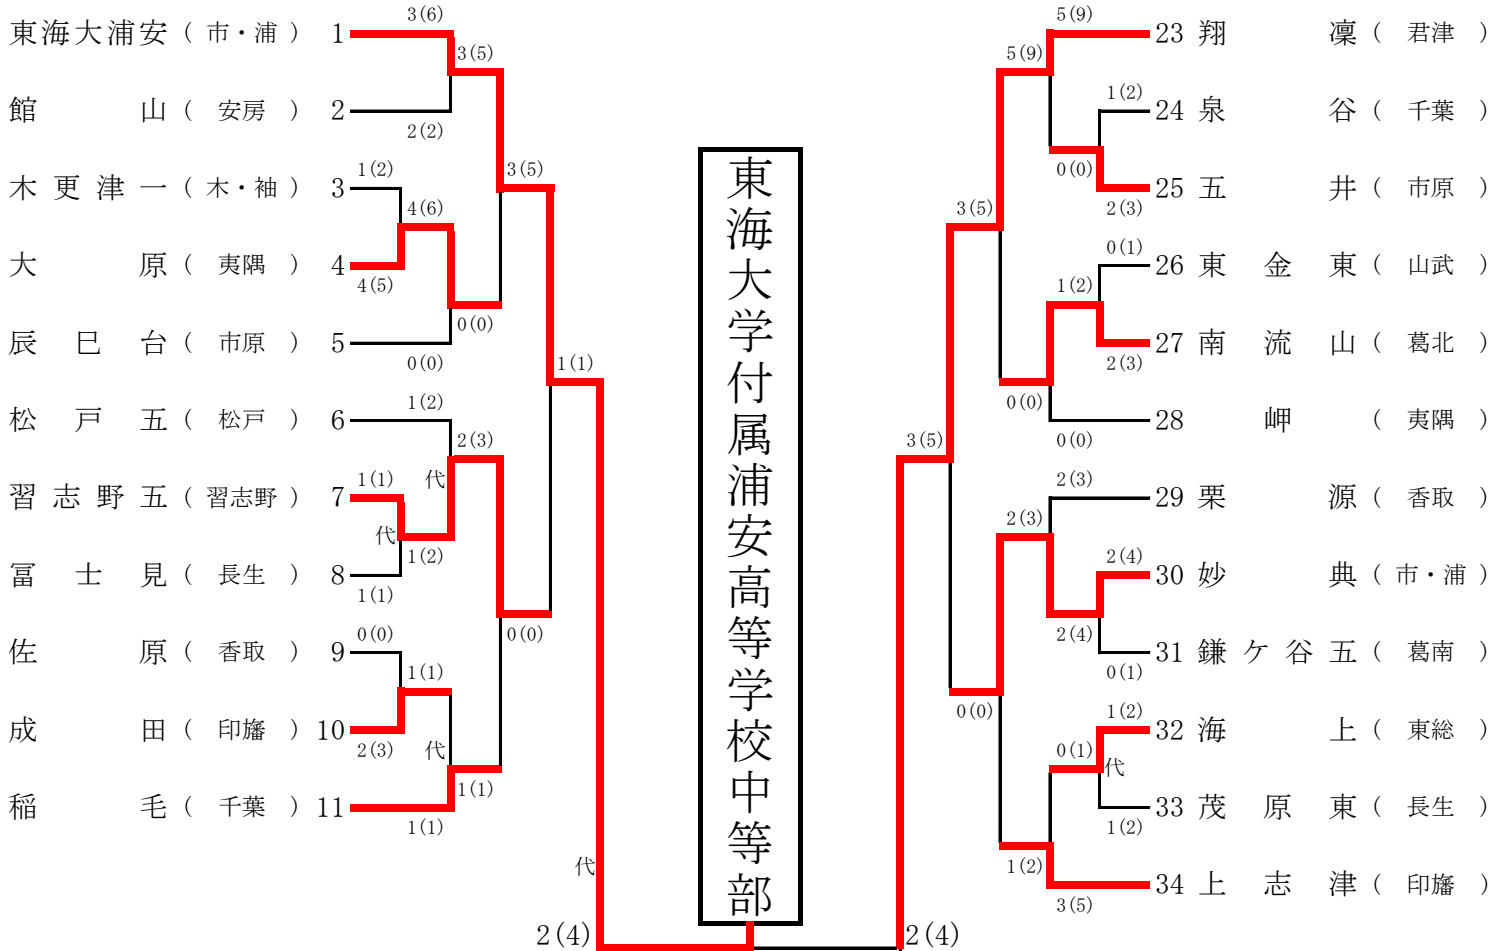 3(6)
東海大浦安 ( 市・浦 ) 1
3(5)
館山 ( 安房 ) 2
2(2)
1(2)
3(5)
木更津一 ( 木・袖 ) 3
4(6)
大原 ( 夷隅 ) 4
4(5)
0(0)
辰巳台 ( 市原 ) 5
0(0)
1(1)
1(2)
松戸五 ( 松戸 ) 6
2(3)
1(1)
代
習志野五 ( 習志野 ) 7
代
1(2)
冨士見 ( 長生 ) 8
1(1)
0(0)
0(0)
佐原 ( 香取 ) 9
1(1)
成田 ( 印旛 ) 10
2(3)
代
1(1)
稲毛 ( 千葉 ) 11
1(1)
代
2(4)
東海大学付属浦安高等学校中等部
2(4)
5(9)
23 翔凜 ( 君津 )
5(9)
1(2)
24 泉谷 ( 千葉 )
0(0)
25 五井 ( 市原 )
2(3)
3(5)
0(1)
26 東金東 ( 山武 )
1(2)
27 南流山 ( 葛北 )
2(3)
0(0)
28 岬 ( 夷隅 )
0(0)
3(5)
2(3)
29 栗源 ( 香取 )
2(3)
2(4)
30 妙典 ( 市・浦 )
2(4)
31 鎌ケ谷五 ( 葛南 )
0(1)
0(0)
1(2)
32 海上 ( 東総 )
0(1)
代
33 茂原東 ( 長生 )
1(2)
1(2)
34 上志津 ( 印旛 )
3(5)